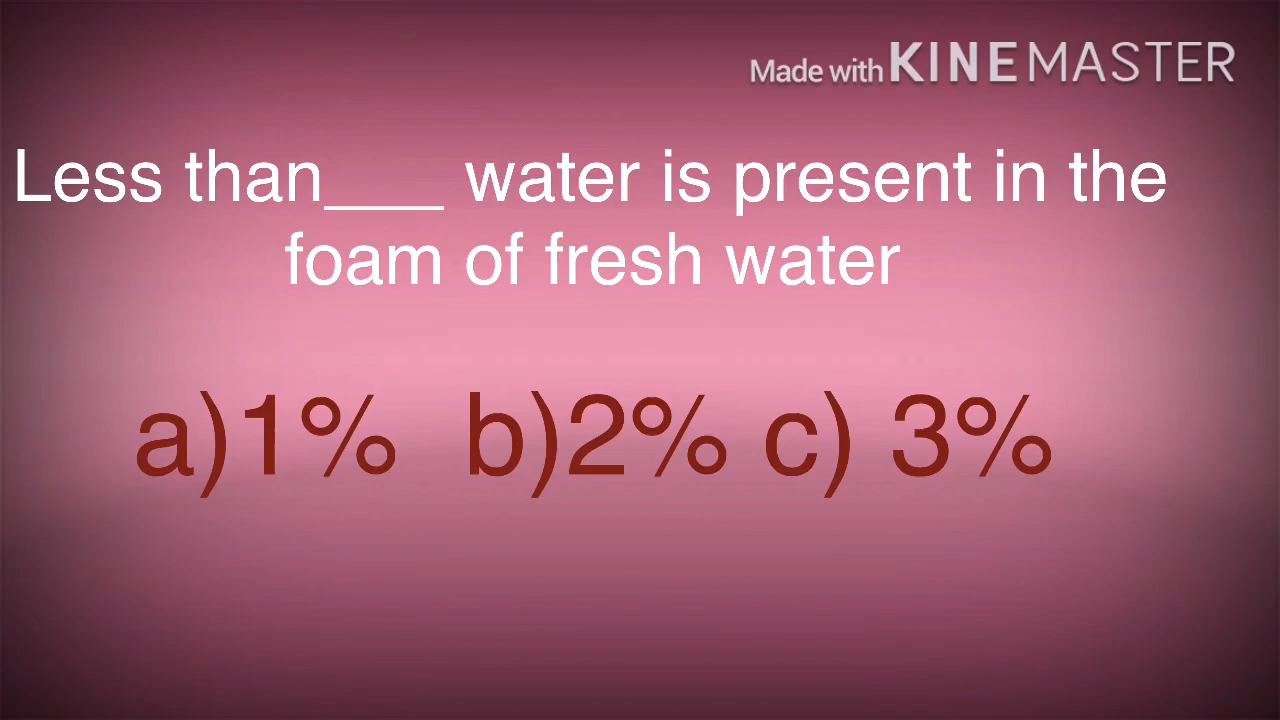 Made with KINEMASTER
Less than___ water is present in the
foam of fresh water
a)1% b)2% c) 3%